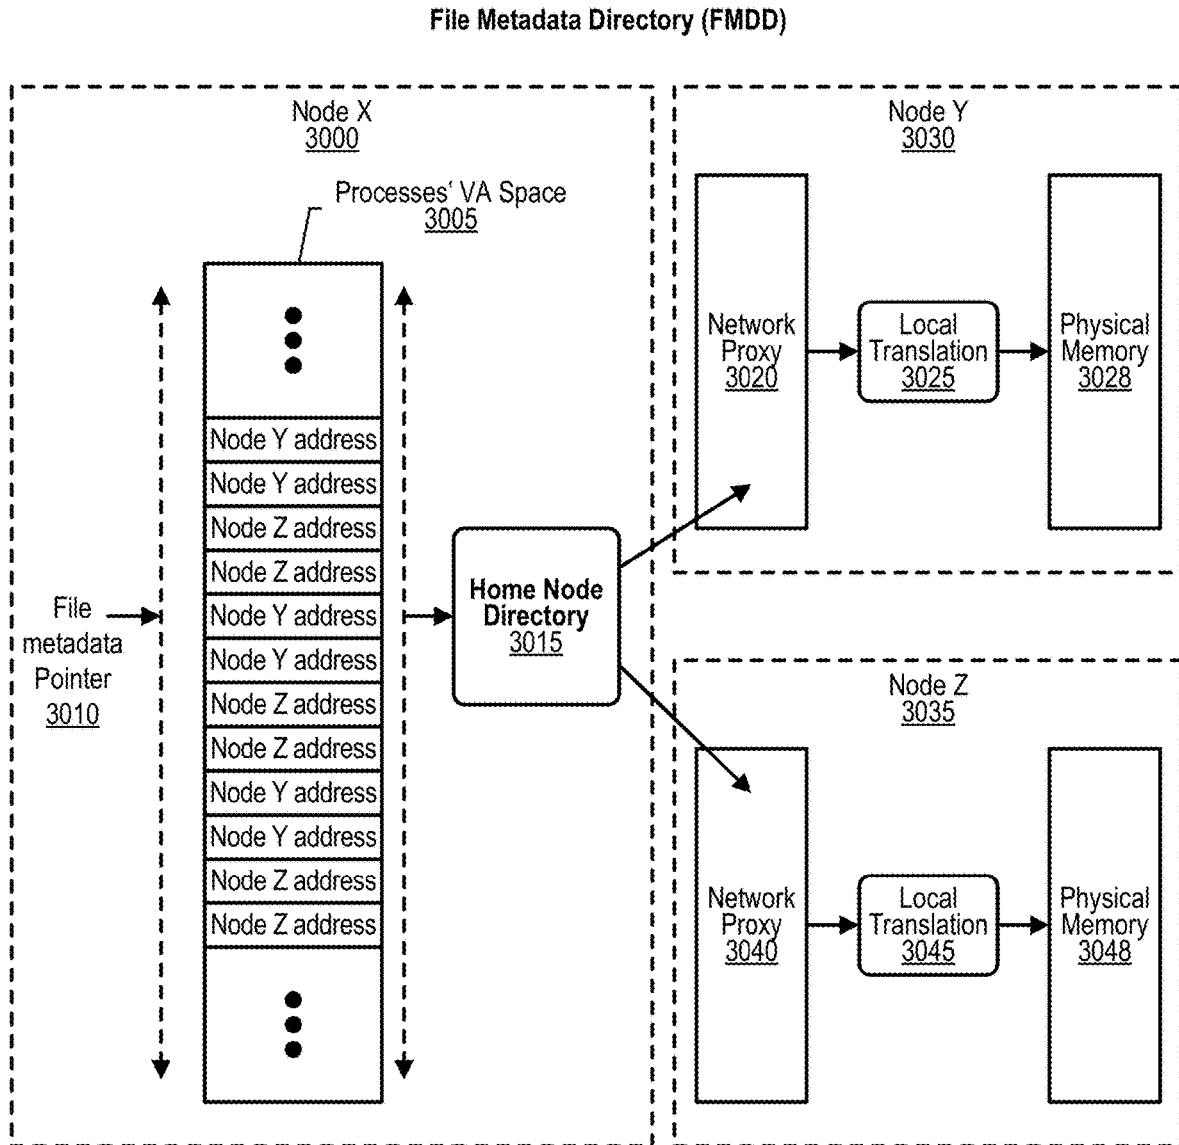 File Metadata Directory (FMDD)
Node X
3000
Processes' VA Space
3005
File
metadata
Pointer
3010
Node Y address
Node Y address
Node Z address
Node Z address
Node Y address
Node Y address
Node Z address
Node Z address
Node Y address
Node Y address
Node Z address
Node Z address
Home Node
Directory
3015
Node Y
3030
Network
Proxy
3020
Local
Translation
3025
Physical
Memory
3028
Node Z
3035
Network
Proxy
3040
Local
Translation
3045
Physical
Memory
3048